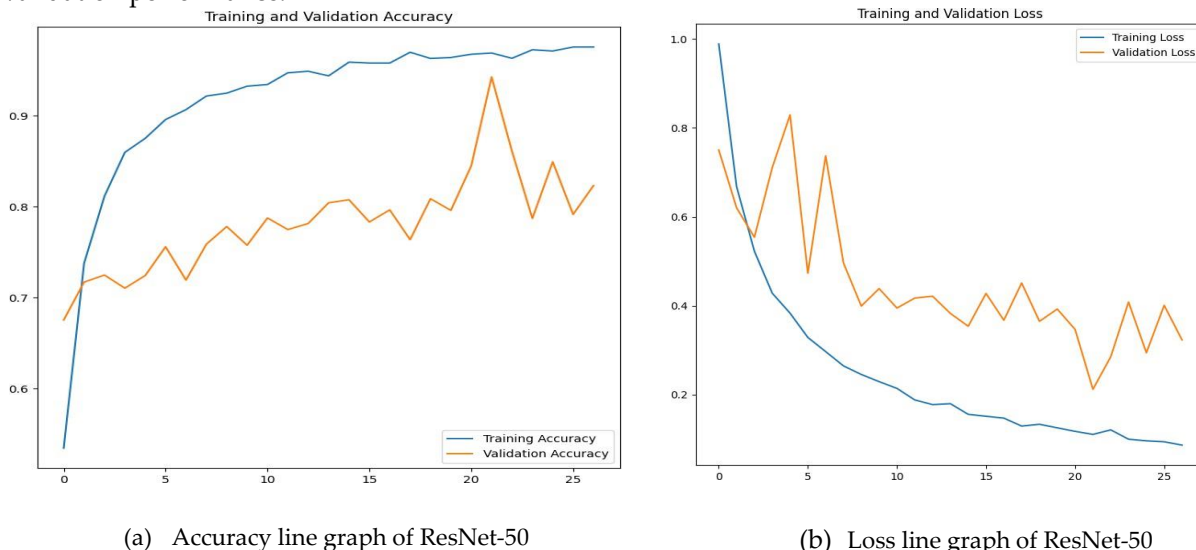 Training and Validation Accuracy
0.9
0.8
0.7
0.6
Training Accuracy
Validation Accuracy
0 5 10 15 20 25
(a) Accuracy line graph of ResNet-50
Training and Validation Loss
1.0
0.8
0.6
0.4
0.2
Training Loss
Validation Loss
0 5 10 15 20 25
(b) Loss line graph of ResNet-50